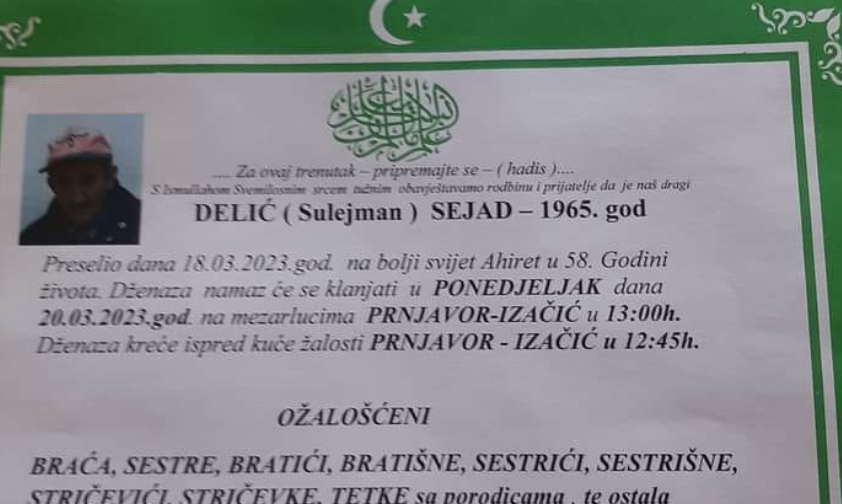 .... Za ovaj trenutak – pripremajte se – ( hadis )....
S Bismillahom Svemilosnim srcem tužnim obavještavamo rodbinu i prijatelje da je naš dragi
DELIĆ ( Sulejman ) SEJAD – 1965. god
Preselio dana 18.03.2023.god. na bolji svijet Ahiret u 58. Godini
života. Dženaza namaz će se klanjati u PONEDJELJAK dana
20.03.2023.god. na mezarlucima PRNJAVOR-IZAČIĆ u 13:00h.
Dženaza kreće ispred kuće žalosti PRNJAVOR - IZAČIĆ u 12:45h.
OŽALOŠĆENI
BRAĆA, SESTRE, BRATIĆI, BRATIŠNE, SESTRIĆI, SESTRIŠNE,
STRIČEVIĆI, STRIČEVKE, TETKE sa porodicama , te ostala